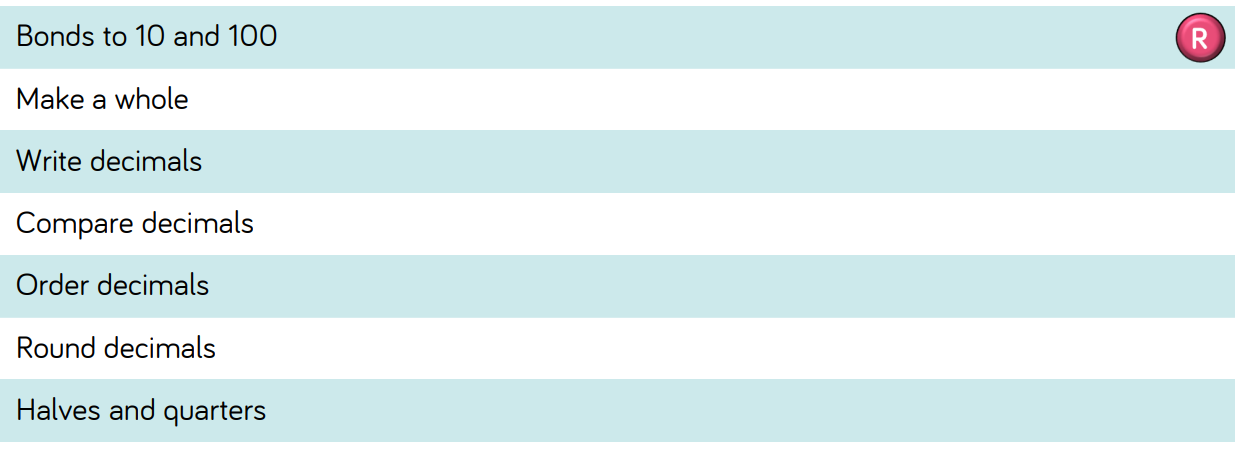 Bonds to 10 and 100 R
Make a whole
Write decimals
Compare decimals
Order decimals
Round decimals
Halves and quarters